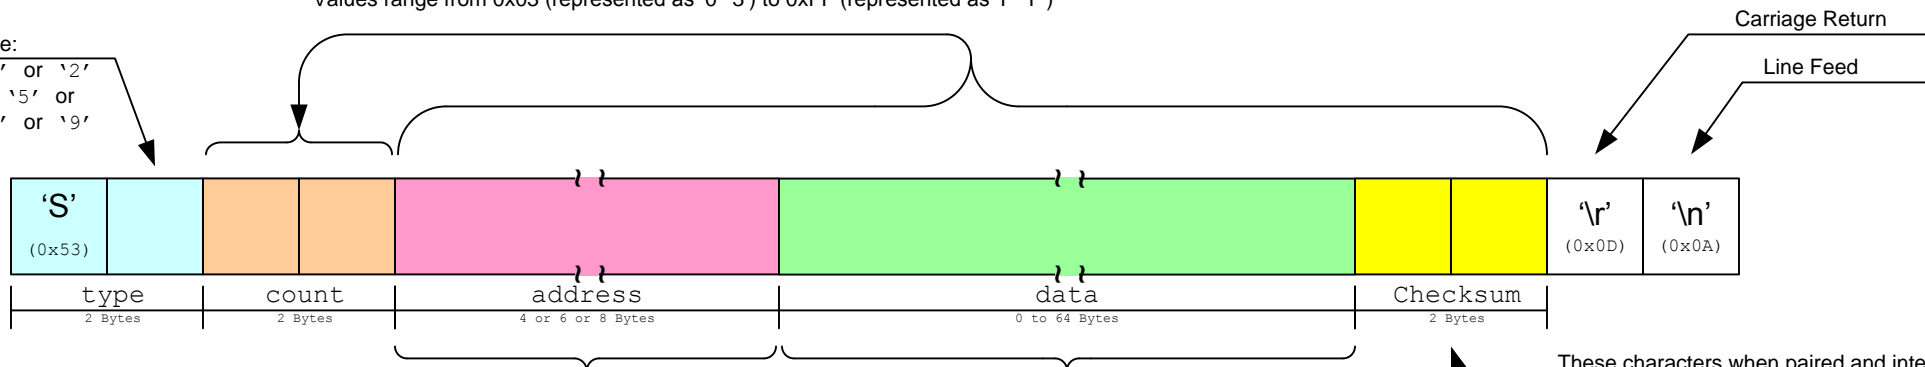 Values range from 0x03 (represented as '0' '3') to 0xFF (represented as 'F' 'F')
Carriage Return
Line Feed
e:
' or '2'
'5' or
' or '9'
'S'
(0x53)
'\r'
(0x0D)
'\n'
(0x0A)
type
2 Bytes
count
2 Bytes
address
4 or 6 or 8 Bytes
data
0 to 64 Bytes
Checksum
2 Bytes
These characters when paired and inte